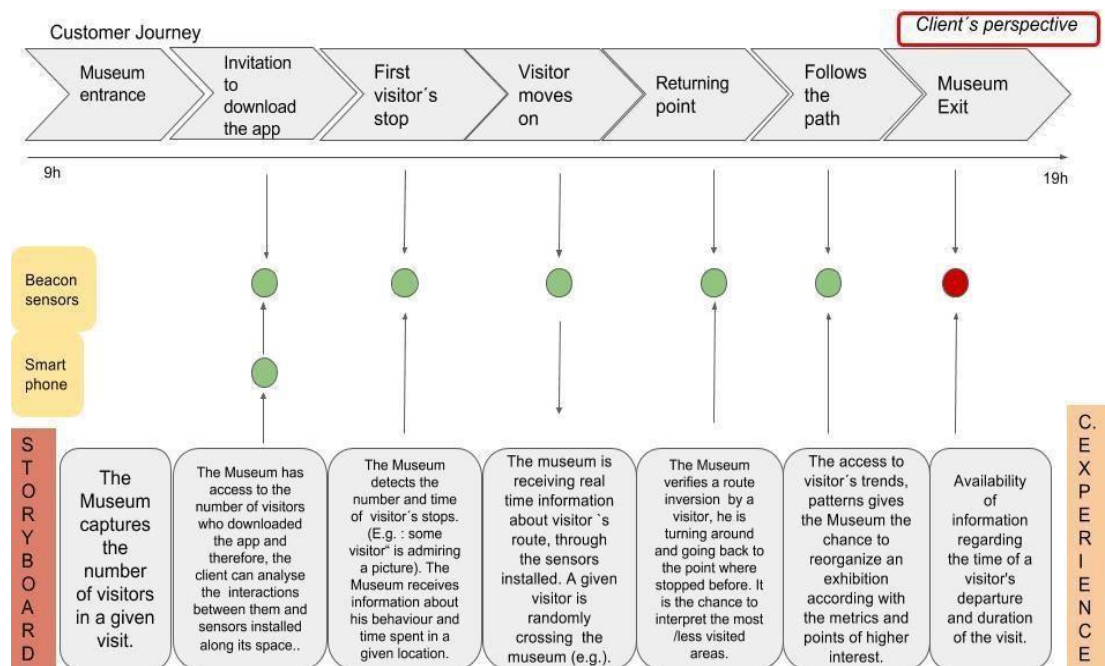 Customer Journey
Client´s perspective
Museum
entrance
Invitation
to
download
the app
First
visitor´s
stop
Visitor
moves
on
Returning
point
Follows
the
path
Museum
Exit
9h
19h
Beacon
sensors
Smart
phone
STORYBOARD
The
Museum
captures
the
number
of visitors
in a given
visit.
The Museum has
access to the
number of visitors
who downloaded
the app and
therefore, the
client can analyse
the interactions
between them and
sensors installed
along its space..
The Museum
detects the
number and time
of visitor´s stops.
(E.g. : some
visitor“ is admiring
a picture). The
Museum receives
information about
his behaviour and
time spent in a
given location.
The museum is
receiving real
time information
about visitor `s
route, through
the sensors
installed. A given
visitor is
randomly
crossing the
museum (e.g.).
The Museum
verifies a route
inversion by a
visitor, he is
turning around
and going back to
the point where
stopped before. It
is the chance to
interpret the most
/less visited
areas.
The access to
visitor´s trends,
patterns gives
the Museum the
chance to
reorganize an
exhibition
according with
the metrics and
points of higher
interest.
Availability
of
information
regarding
the time of a
visitor's
departure
and duration
of the visit.
C. EXPERIENCE